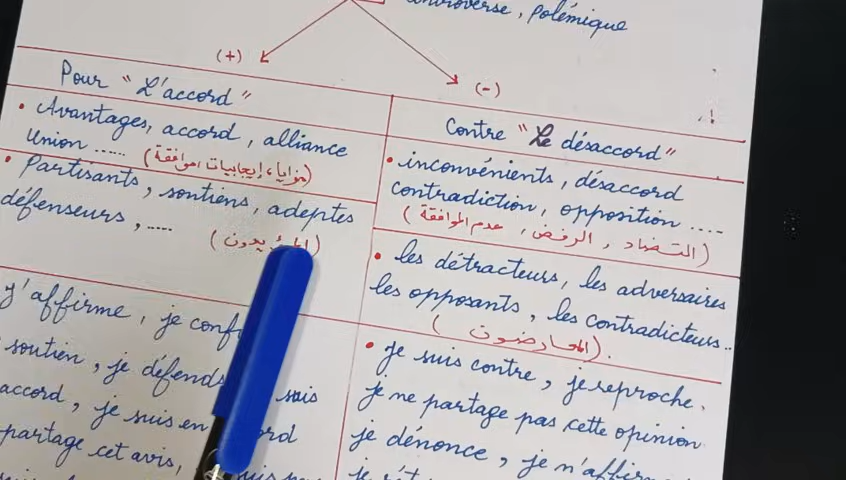 controverse, polémique
(+)
(-)
Pour " L'accord "
• Avantages, accord, alliance
Union ...... (مزايا، إيجابيات، موافقة)
• Partisants, soutiens, adeptes
défenseurs, .....
(المؤيدون)
j'affirme, je
soutien, je défends suis
accord, je suis en
partage cet avis,
Contre " Le désaccord "
• inconvénients, désaccord
contradiction, opposition ....
(التضاد, الرفض, عدم الموافقة)
• les détracteurs, les adversaires
les opposants, les contradicteurs..
(المعارضون).
• je suis contre, je reproche.
je ne partage pas cette opinion
je dénonce, je